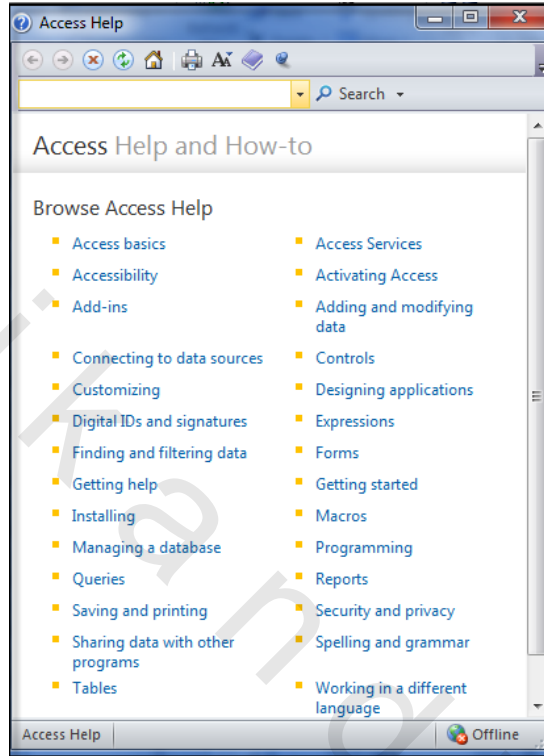 Access Help
Search
Access Help and How-to
Browse Access Help
Access basics
Access Services
Accessibility
Activating Access
Add-ins
Adding and modifying
data
Connecting to data sources
Controls
Customizing
Designing applications
Digital IDs and signatures
Expressions
Finding and filtering data
Forms
Getting help
Getting started
Installing
Macros
Managing a database
Programming
Queries
Reports
Saving and printing
Security and privacy
Sharing data with other
programs
Spelling and grammar
Tables
Working in a different
language
Access Help
Offline